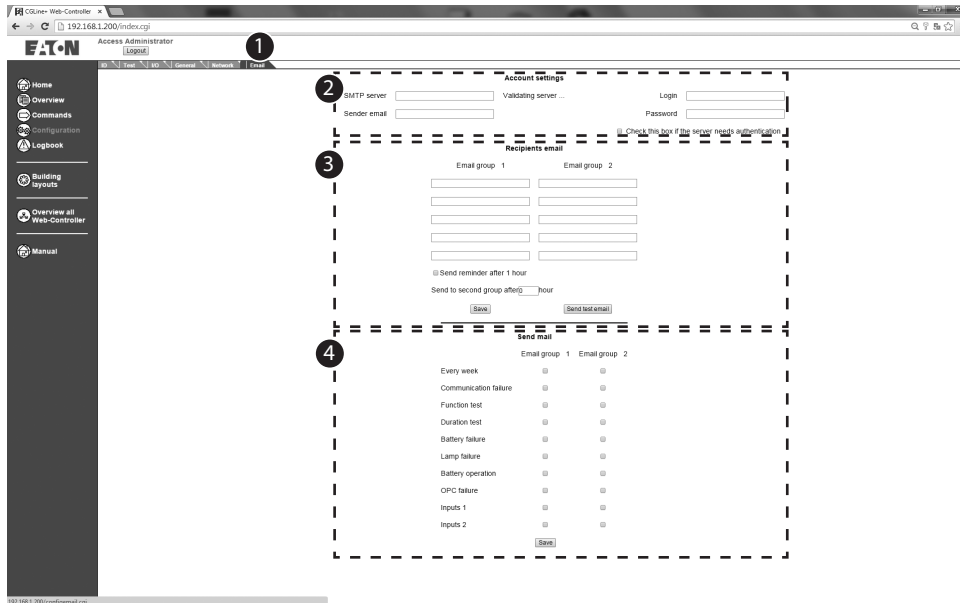 CGLine+ Web-Controller ×
192.168.1.200/index.cgi
EATON
Access Administrator
Logout
1
IO Test I/O General Network Email
Home
Overview
Commands
Configuration
Logbook
Building
layouts
Overview all
Web-Controller
Manual
2
Account settings
SMTP server Validating server ... Login
Sender email Password
Check this box if the server needs authentication
3
Recipients email
Email group 1 Email group 2
Send reminder after 1 hour
Send to second group after 0 hour
Save Send test email
4
Send mail
Email group 1 Email group 2
Every week
Communication failure
Function test
Duration test
Battery failure
Lamp failure
Battery operation
OPC failure
Inputs 1
Inputs 2
Save
192.168.1.200/configemail.cgi